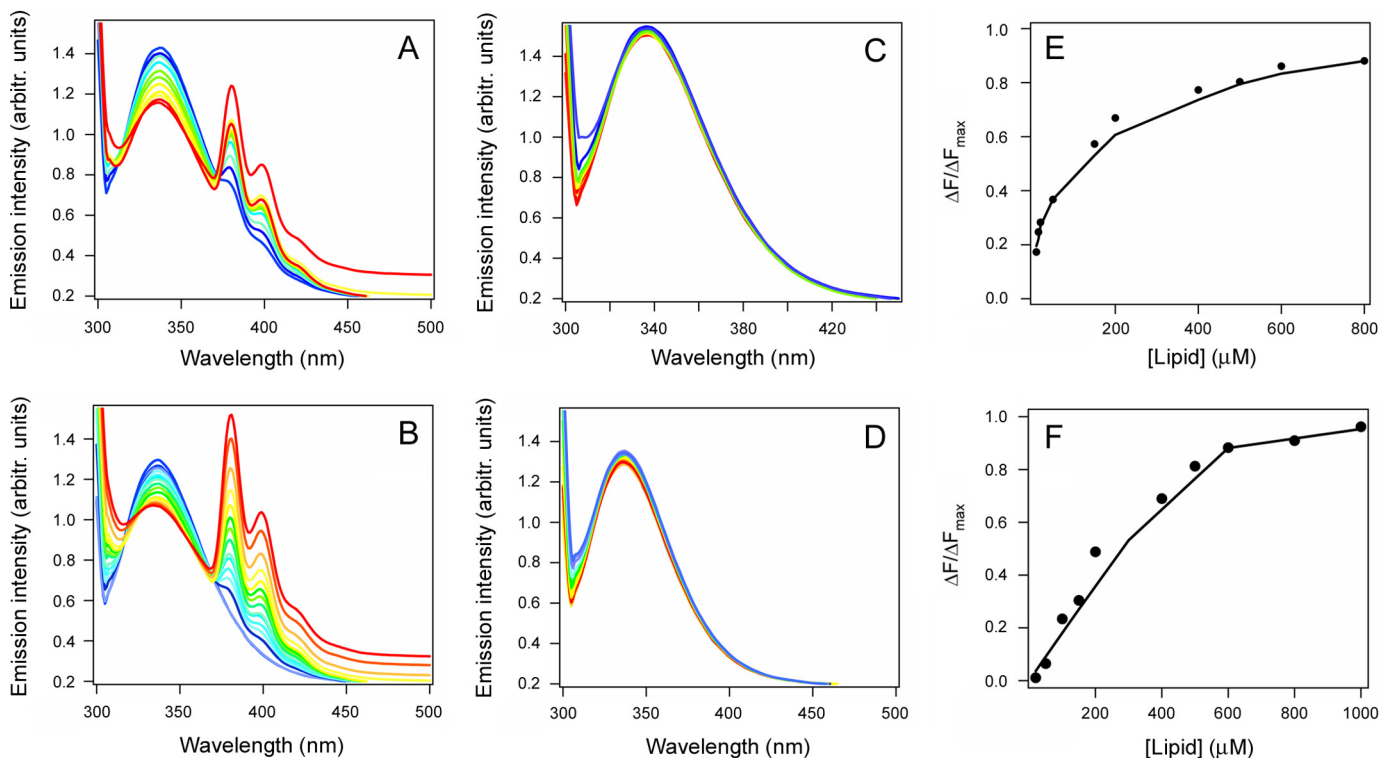 A
Emission intensity (arbitr. units)
1.4
1.2
1.0
0.8
0.6
0.4
0.2
300 350 400 450 500
Wavelength (nm)
C
Emission intensity (arbitr. units)
1.4
1.2
1.0
0.8
0.6
0.4
0.2
300 340 380 420
Wavelength (nm)
E
ΔF/ΔFmax
1.0
0.8
0.6
0.4
0.2
0.0
200 400 600 800
[Lipid] (μM)
B
Emission intensity (arbitr. units)
1.4
1.2
1.0
0.8
0.6
0.4
0.2
300 350 400 450 500
Wavelength (nm)
D
Emission intensity (arbitr. units)
1.4
1.2
1.0
0.8
0.6
0.4
0.2
300 350 400 450 500
Wavelength (nm)
F
ΔF/ΔFmax
1.0
0.8
0.6
0.4
0.2
0.0
200 400 600 800 1000
[Lipid] (μM)